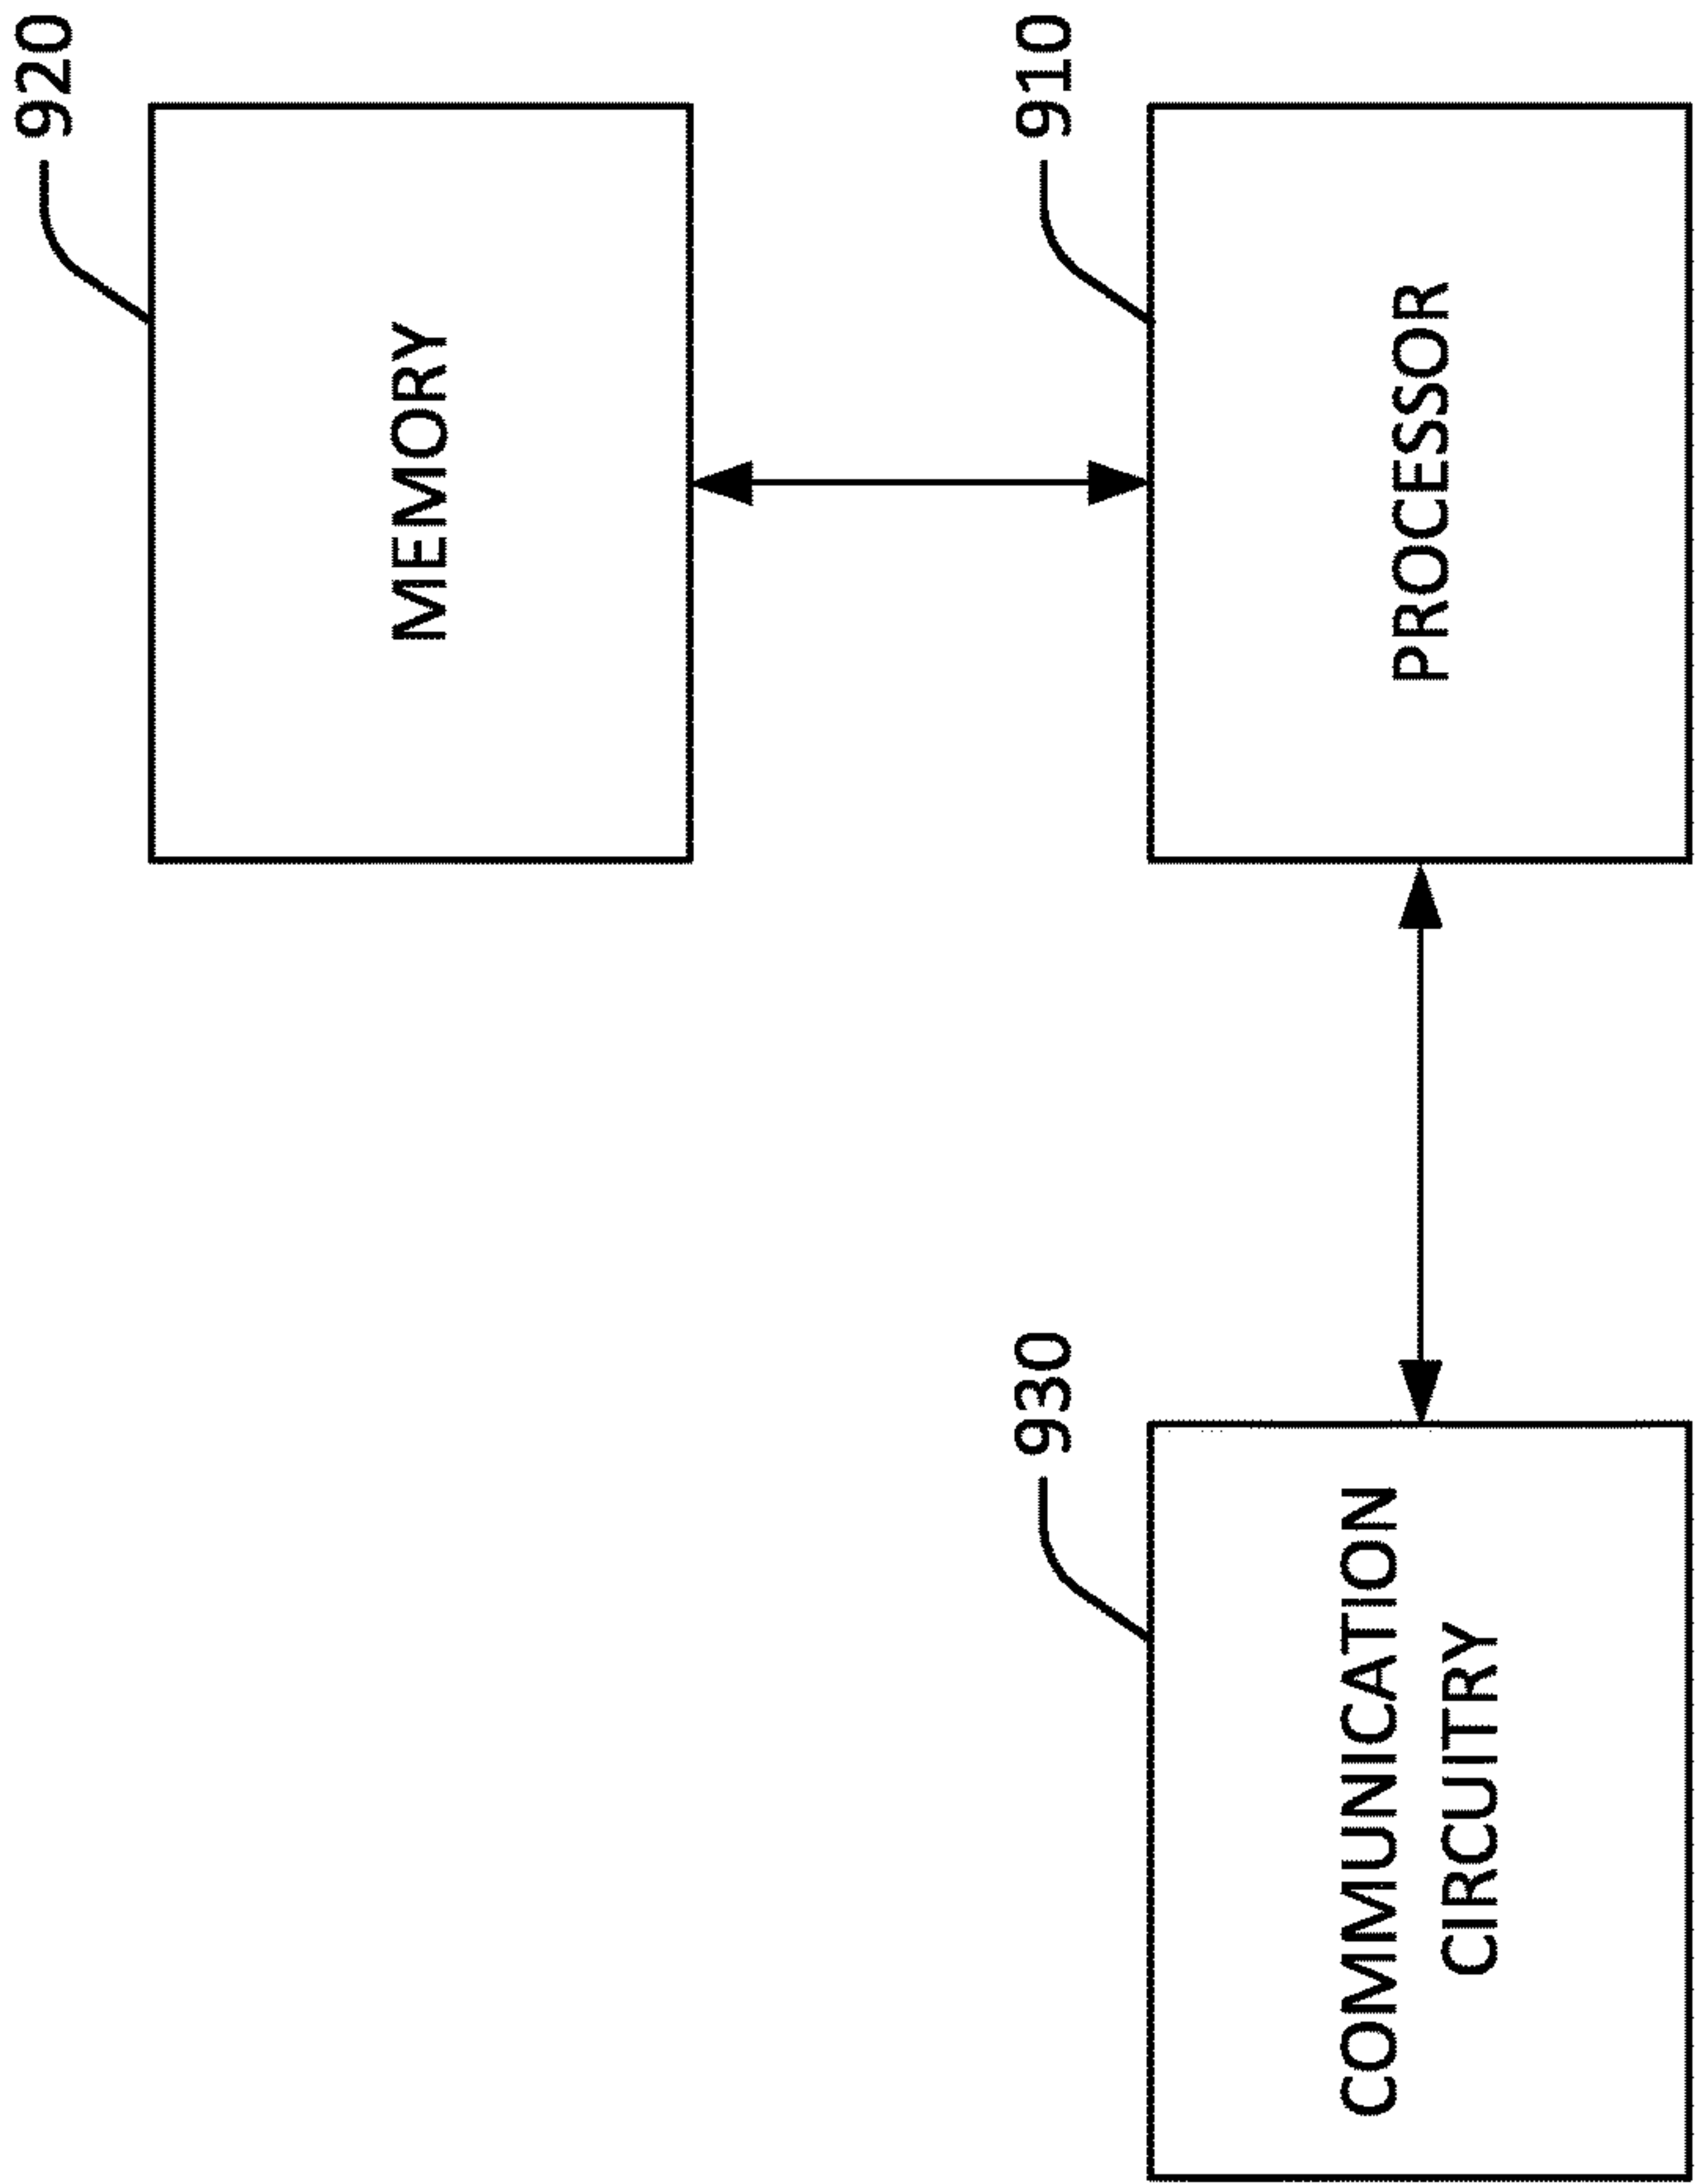 920
MEMORY
930
910
COMMUNICATION
CIRCUITRY
PROCESSOR